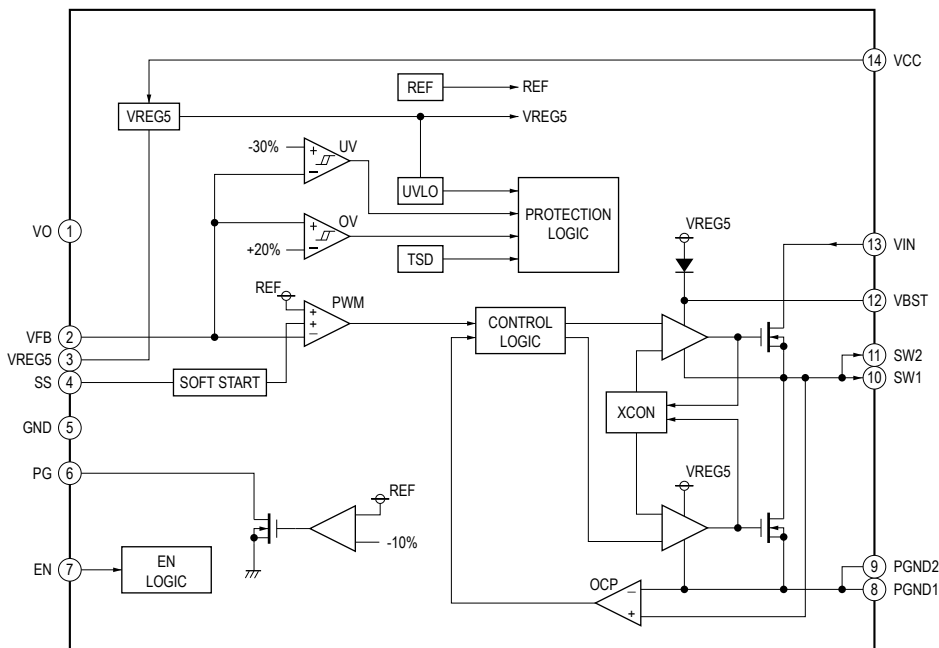 14 VCC
REF
REF
VREG5
VREG5
-30%
UV
UVLO
PROTECTION
LOGIC
VO 1
OV
VREG5
+20%
TSD
13 VIN
REF
PWM
12 VBST
VFB 2
CONTROL
LOGIC
VREG5 3
11 SW2
SS 4
SOFT START
10 SW1
XCON
GND 5
PG 6
VREG5
REF
-10%
EN 7
EN
LOGIC
9 PGND2
OCP
8 PGND1
+
−
+
−
+
+
−
−
+